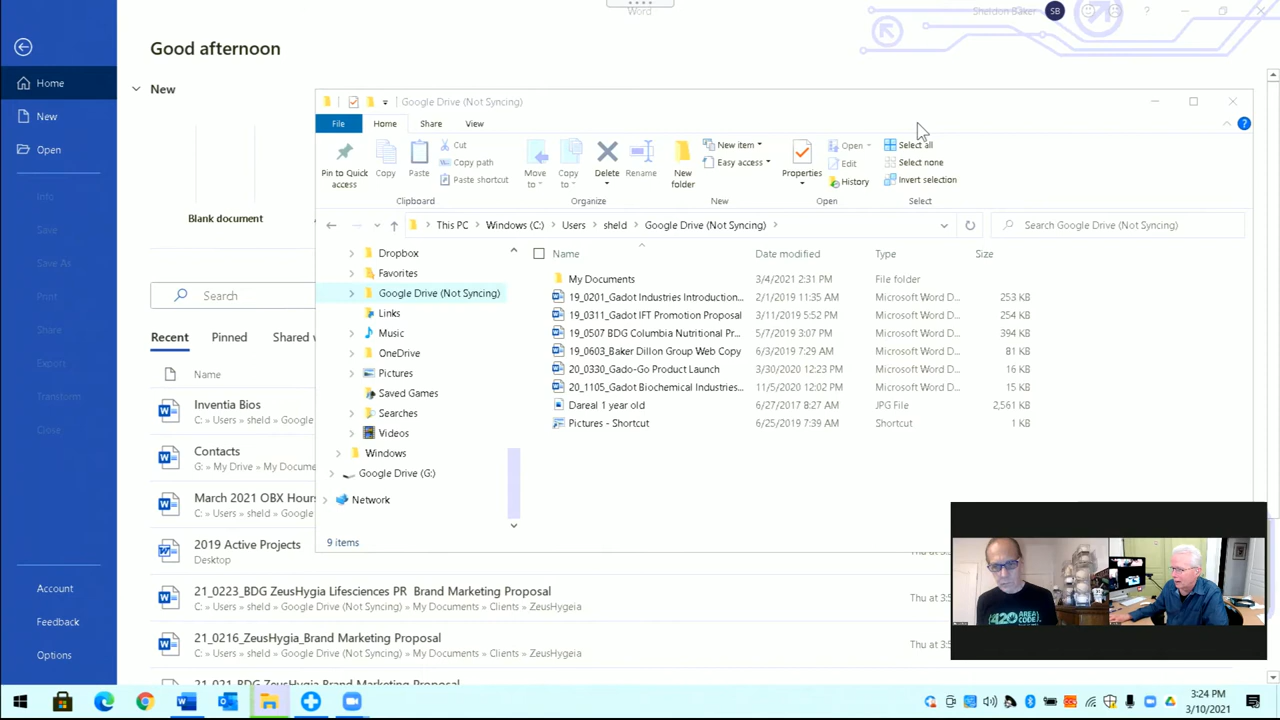 Word
Sheldon Baker SB ?
Good afternoon
Home
New
Open
Info
Save
Save As
Print
Share
Export
Transform
Close
Account
Feedback
Options
New
Blank document
Search
Recent Pinned Shared w
Name
Inventia Bios
C: » Users » sheld » Google
Contacts
G: » My Drive » My Docume
March 2021 OBX Hours
C: » Users » sheld » Google
2019 Active Projects
Desktop
21_0223_BDG ZeusHygia Lifesciences PR Brand Marketing Proposal
C: » Users » sheld » Google Drive (Not Syncing) » My Documents » Clients » ZeusHygeia
Thu at 3:5
21_0216_ZeusHygia_Brand Marketing Proposal
C: » Users » sheld » Google Drive (Not Syncing) » My Documents » Clients » ZeusHygeia
Thu at 3:5
Google Drive (Not Syncing)
File Home Share View ?
Pin to Quick access
Copy
Paste
Cut
Copy path
Paste shortcut
Clipboard
Move to
Copy to
Delete
Rename
Organize
New folder
New item
Easy access
New
Properties
Open
Edit
History
Open
Select all
Select none
Invert selection
Select
This PC > Windows (C:) > Users > sheld > Google Drive (Not Syncing) >
Search Google Drive (Not Syncing)
Dropbox
Favorites
Google Drive (Not Syncing)
Links
Music
OneDrive
Pictures
Saved Games
Searches
Videos
Windows
Google Drive (G:)
Network
9 items
Name Date modified Type Size
My Documents 3/4/2021 2:31 PM File folder
19_0201_Gadot Industries Introduction... 2/1/2019 11:35 AM Microsoft Word D... 253 KB
19_0311_Gadot IFT Promotion Proposal 3/11/2019 5:52 PM Microsoft Word D... 254 KB
19_0507 BDG Columbia Nutritional Pr... 5/7/2019 3:07 PM Microsoft Word D... 394 KB
19_0603_Baker Dillon Group Web Copy 6/3/2019 7:29 AM Microsoft Word D... 81 KB
20_0330_Gado-Go Product Launch 3/30/2020 12:23 PM Microsoft Word D... 16 KB
20_1105_Gadot Biochemical Industries... 11/5/2020 12:02 PM Microsoft Word D... 15 KB
Dareal 1 year old 6/27/2017 8:27 AM JPG File 2,561 KB
Pictures - Shortcut 6/25/2019 7:39 AM Shortcut 1 KB
420
AREA
CODE
3:24 PM
3/10/2021